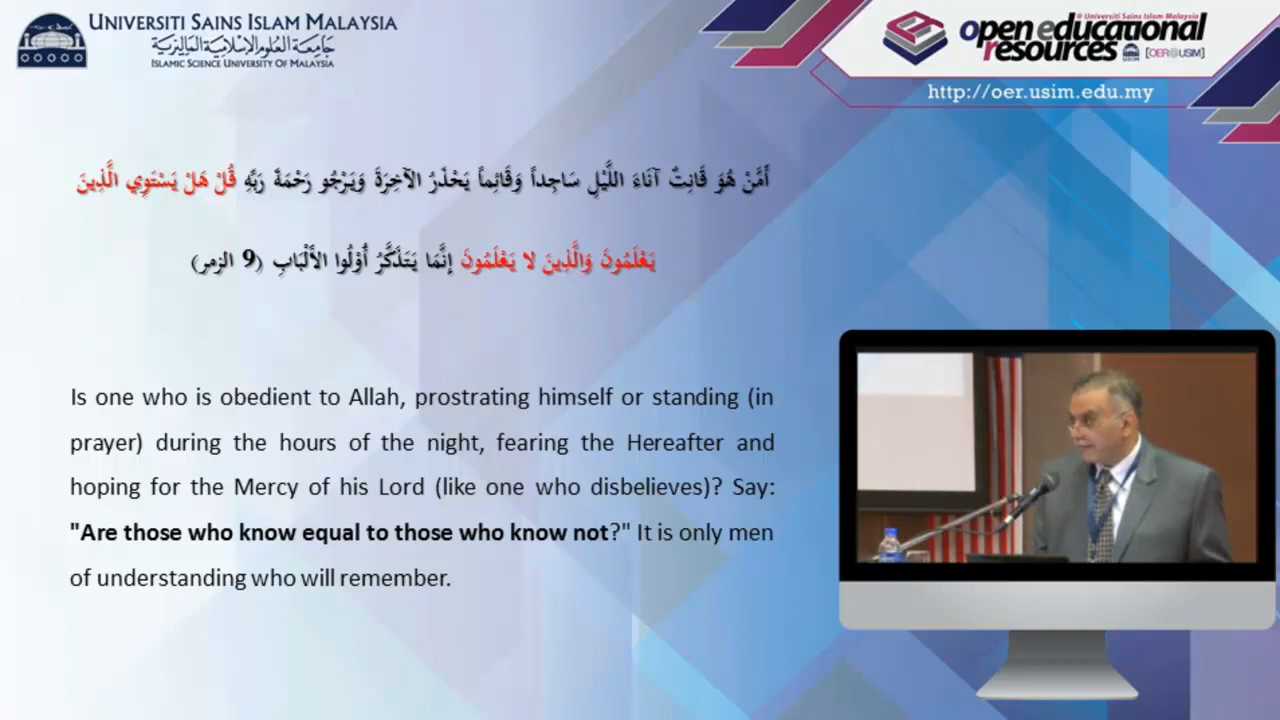 UNIVERSITI SAINS ISLAM MALAYSIA
جامعة العلوم الإسلامية الماليزية
ISLAMIC SCIENCE UNIVERSITY OF MALAYSIA
@ Universiti Sains Islam Malaysia
open educational
resources USIM [OER@USIM]
http://oer.usim.edu.my
أَمَّنْ هُوَ قَانِتٌ آنَاءَ اللَّيْلِ سَاجِداً وَقَائِماً يَحْذَرُ الآخِرَةَ وَيَرْجُو رَحْمَةَ رَبِّهِ قُلْ هَلْ يَسْتَوِي الَّذِينَ
يَعْلَمُونَ وَالَّذِينَ لا يَعْلَمُونَ إِنَّمَا يَتَذَكَّرُ أُوْلُوا الأَلْبَابِ (9 الزمر)
Is one who is obedient to Allah, prostrating himself or standing (in
prayer) during the hours of the night, fearing the Hereafter and
hoping for the Mercy of his Lord (like one who disbelieves)? Say:
"Are those who know equal to those who know not?" It is only men
of understanding who will remember.